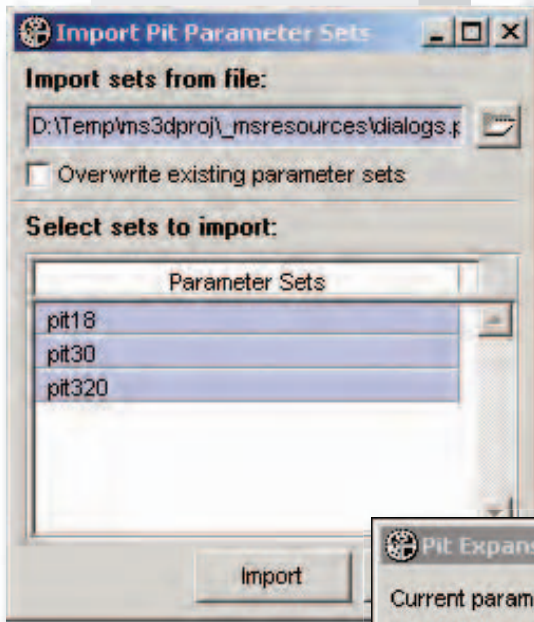 Import Pit Parameter Sets
Import sets from file:
D:\Temp\ms3dproj\_msresources\dialogs.p
Overwrite existing parameter sets
Select sets to import:
Parameter Sets
pit18
pit30
pit320
Import
Pit Expans
Current param